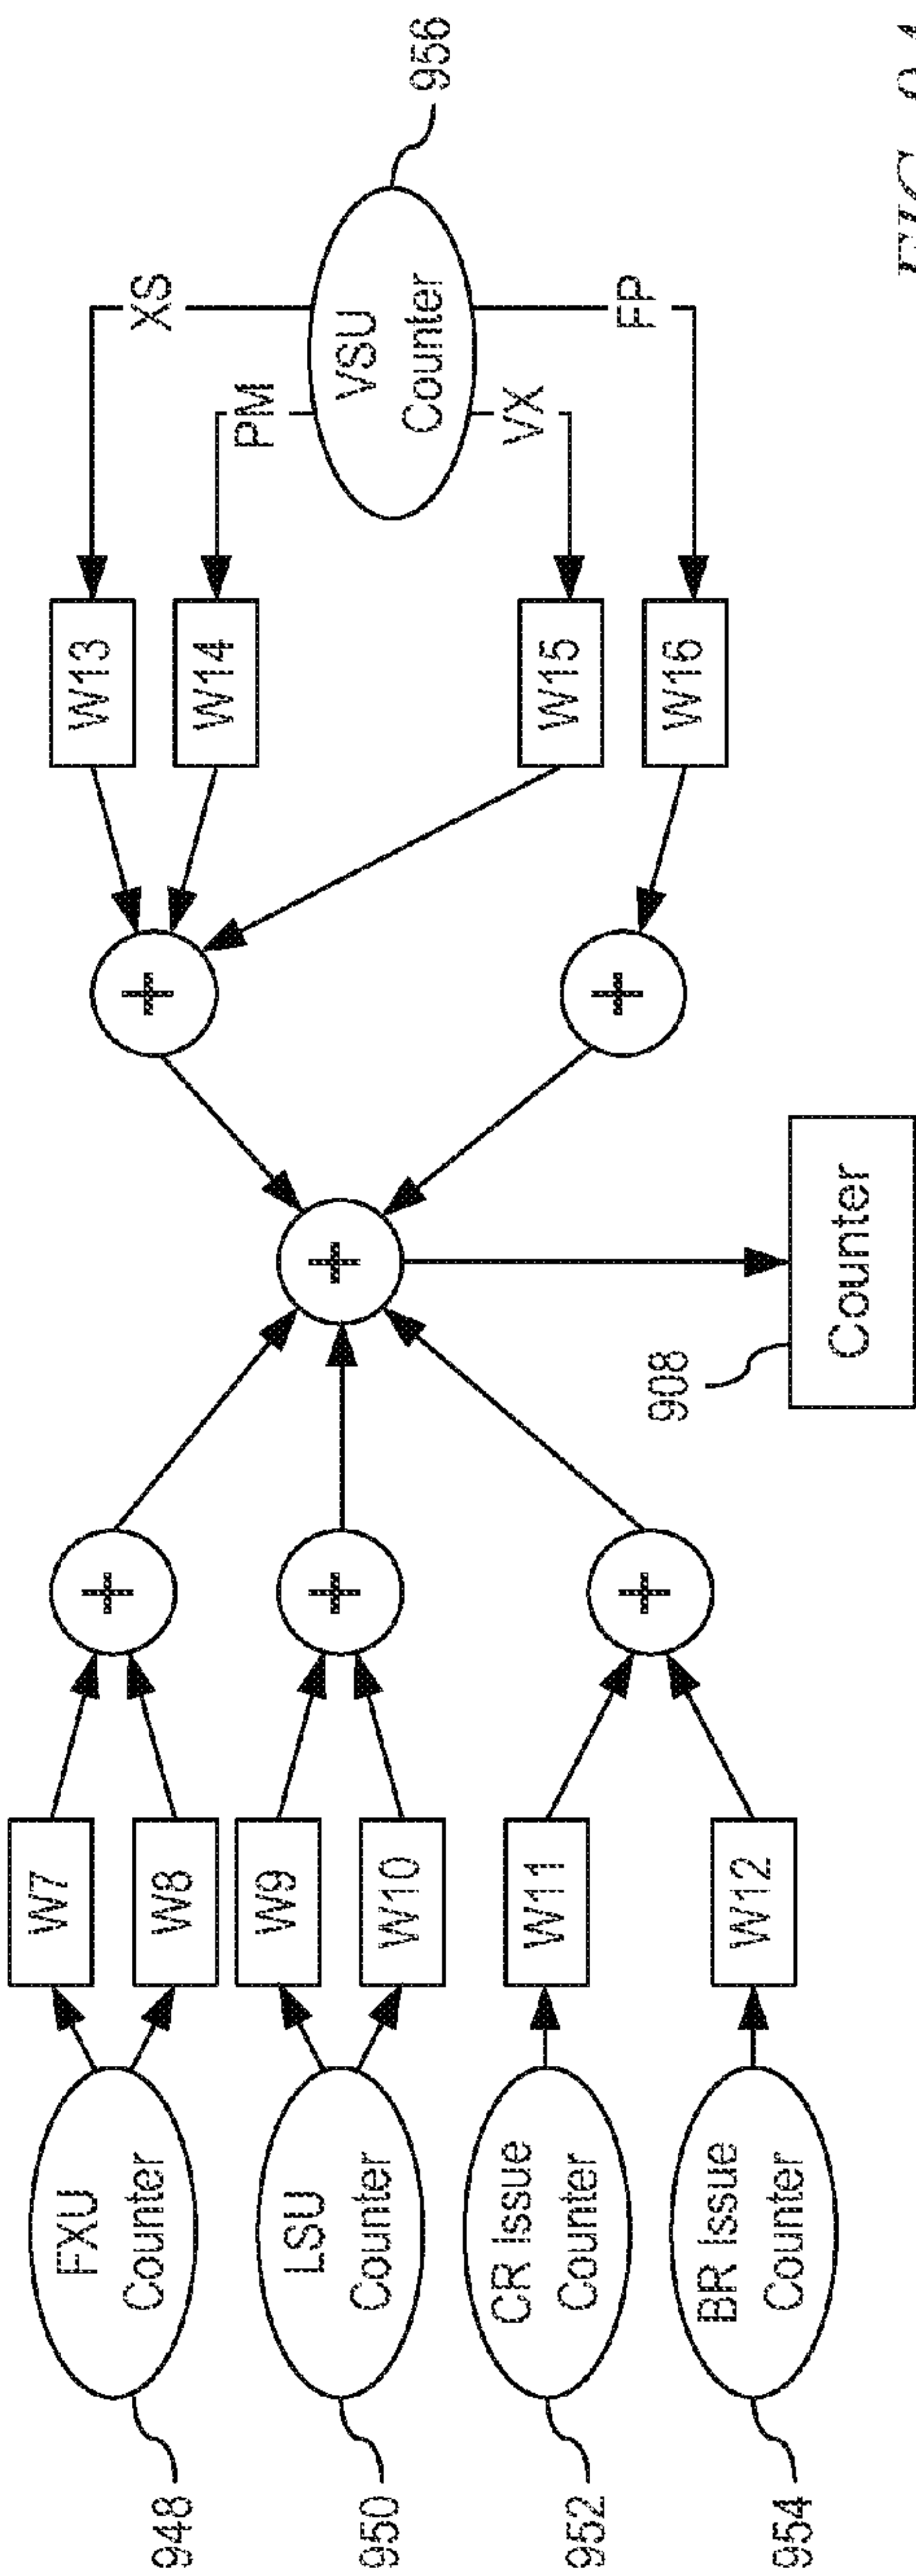 948
FXU
Counter
W7
W8
+
950
LSU
Counter
W9
W10
+
952
CR Issue
Counter
W11
954
BR Issue
Counter
W12
+
+
908
Counter
+
+
W13
W14
W15
W16
XS
PM
VX
FP
VSU
Counter
956